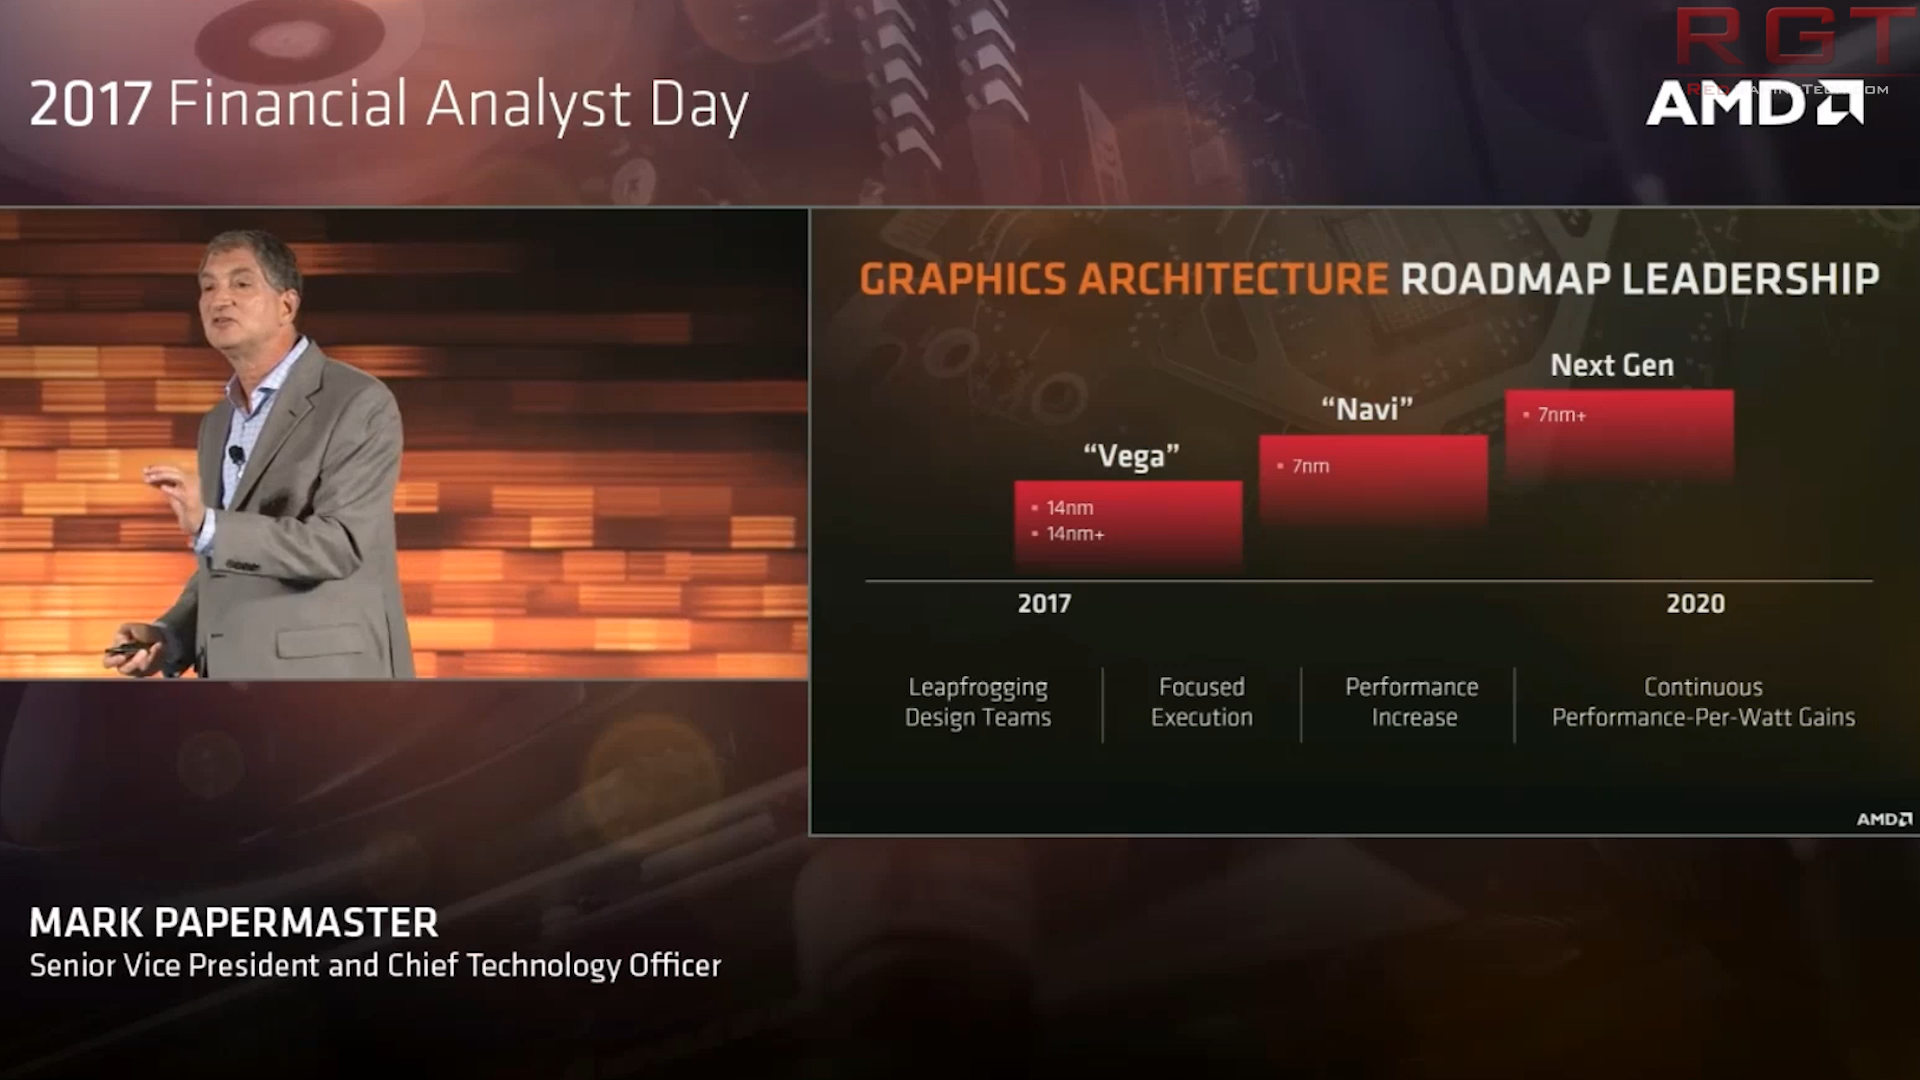 RGT
REDGAMINGTECH.COM
2017 Financial Analyst Day
AMD
GRAPHICS ARCHITECTURE ROADMAP LEADERSHIP
Next Gen
7nm+
“Navi”
7nm
“Vega”
14nm
14nm+
2017
2020
Leapfrogging
Design Teams
Focused
Execution
Performance
Increase
Continuous
Performance-Per-Watt Gains
AMD
MARK PAPERMASTER
Senior Vice President and Chief Technology Officer